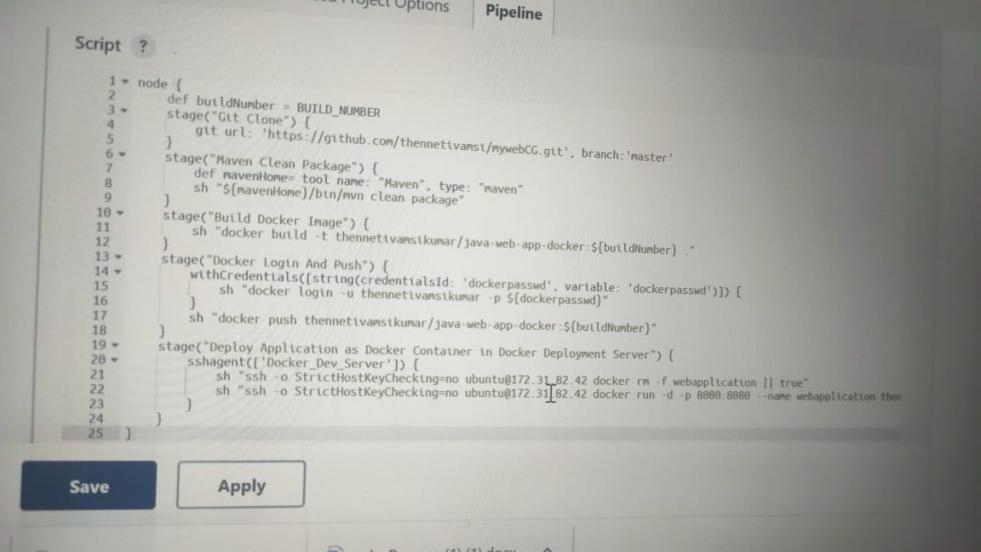 Project Options
Pipeline
Script ?
1 node {
2 def buildNumber = BUILD_NUMBER
3 stage("Git Clone") {
4 git url: 'https://github.com/thennetivamsi/mywebCG.git', branch:'master'
5 }
6 stage("Maven Clean Package") {
7 def mavenHome= tool name: "Maven", type: "maven"
8 sh "${mavenHome}/bin/mvn clean package"
9 }
10 stage("Build Docker Image") {
11 sh "docker build -t thennetivamsikumar/java-web-app-docker:${buildNumber} ."
12 }
13 stage("Docker Login And Push") {
14 withCredentials([string(credentialsId: 'dockerpasswd', variable: 'dockerpasswd')]) {
15 sh "docker login -u thennetivamsikumar -p ${dockerpasswd}"
16 }
17 sh "docker push thennetivamsikumar/java-web-app-docker:${buildNumber}"
18 }
19 stage("Deploy Application as Docker Container in Docker Deployment Server") {
20 sshagent(['Docker_Dev_Server']) {
21 sh "ssh -o StrictHostKeyChecking=no ubuntu@172.31.82.42 docker rm -f webapplication || true"
22 sh "ssh -o StrictHostKeyChecking=no ubuntu@172.31.82.42 docker run -d -p 8080:8080 --name webapplication then
23 }
24 }
25 }
Save
Apply